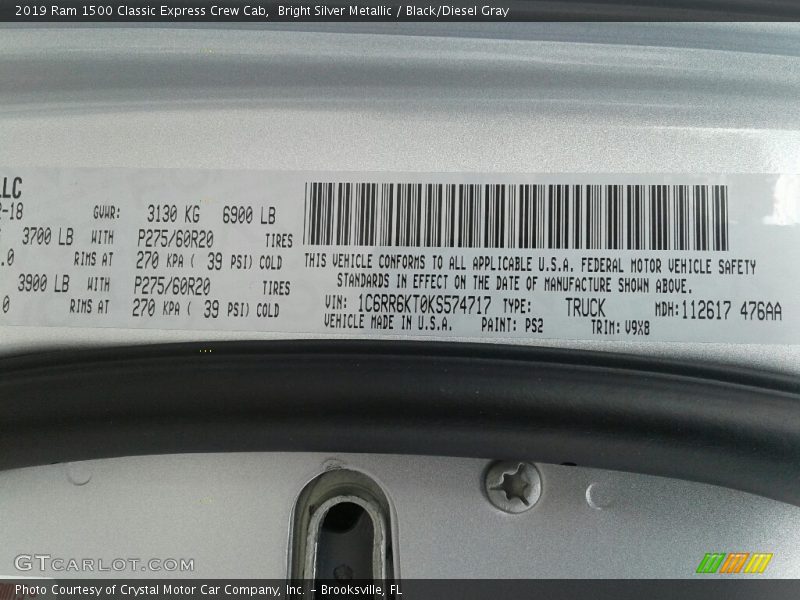 2019 Ram 1500 Classic Express Crew Cab, Bright Silver Metallic / Black/Diesel Gray
LLC
2-18 GVWR: 3130 KG 6900 LB
3700 LB WITH P275/60R20 TIRES
.0 RIMS AT 270 KPA ( 39 PSI) COLD
3900 LB WITH P275/60R20 TIRES
0 RIMS AT 270 KPA ( 39 PSI) COLD
THIS VEHICLE CONFORMS TO ALL APPLICABLE U.S.A. FEDERAL MOTOR VEHICLE SAFETY
STANDARDS IN EFFECT ON THE DATE OF MANUFACTURE SHOWN ABOVE.
VIN: 1C6RR6KT0KS574717 TYPE: TRUCK MDH:112617 476AA
VEHICLE MADE IN U.S.A. PAINT: PS2 TRIM: V9X8
GTCARLOT.COM
Photo Courtesy of Crystal Motor Car Company, Inc. – Brooksville, FL